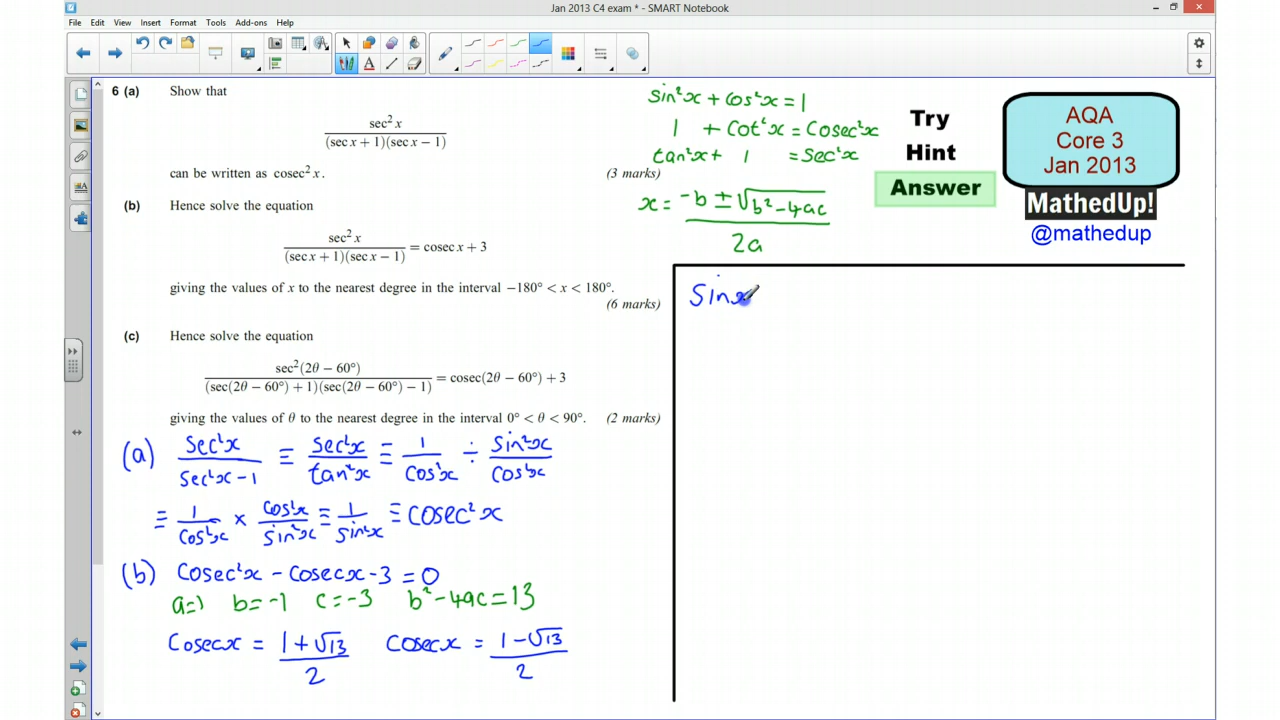 Jan 2013 C4 exam * - SMART Notebook
File Edit View Insert Format Tools Add-ons Help
6 (a) Show that
sec² x
(sec x + 1)(sec x − 1)
can be written as cosec² x.
(3 marks)
(b) Hence solve the equation
sec² x
(sec x + 1)(sec x − 1) = cosec x + 3
giving the values of x to the nearest degree in the interval −180° < x < 180°.
(6 marks)
(c) Hence solve the equation
sec²(2θ − 60°)
(sec(2θ − 60°) + 1)(sec(2θ − 60°) − 1) = cosec(2θ − 60°) + 3
giving the values of θ to the nearest degree in the interval 0° < θ < 90°. (2 marks)
(a) sec²x / sec²x − 1 ≡ sec²x / tan²x ≡ 1 / cos²x ÷ sin²x / cos²x
≡ 1 / cos²x × cos²x / sin²x ≡ 1 / sin²x ≡ cosec² x
(b) cosec²x − cosecx − 3 = 0
a=1 b=−1 c=−3 b²−4ac=13
cosecx = 1+√13 / 2 cosecx = 1−√13 / 2
sin²x + cos²x = 1
1 + cot²x = cosec²x
tan²x + 1 = sec²x
x = −b ± √b²−4ac / 2a
Try
Hint
Answer
AQA
Core 3
Jan 2013
MathedUp!
@mathedup
sinx